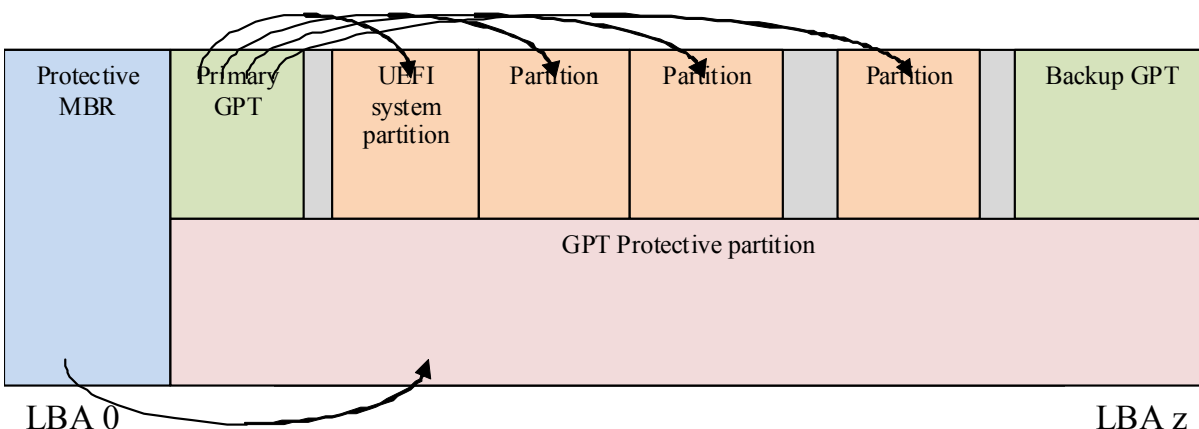 Protective
MBR
Primary
GPT
UEFI
system
partition
Partition
Partition
Partition
Backup GPT
GPT Protective partition
LBA 0
LBA z